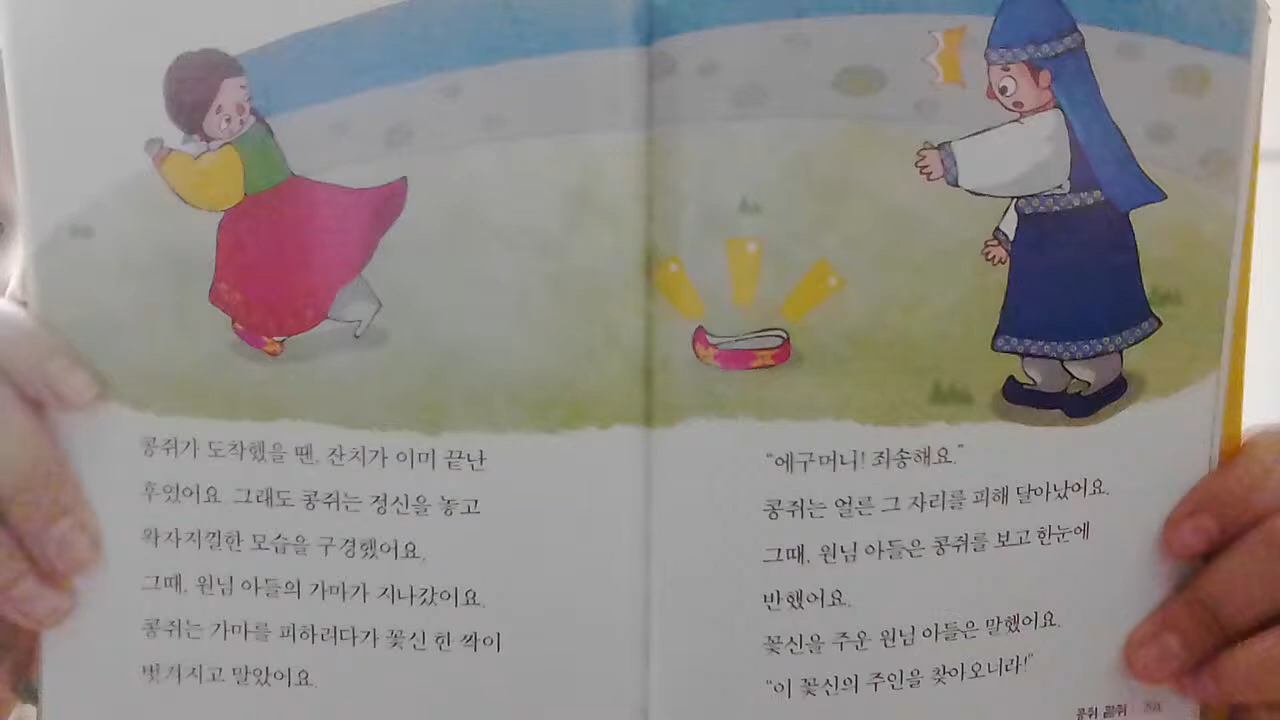 콩쥐가 도착했을 땐, 잔치가 이미 끝난
후였어요. 그래도 콩쥐는 정신을 놓고
왁자지껄한 모습을 구경했어요.
그때, 원님 아들의 가마가 지나갔어요.
콩쥐는 가마를 피하려다가 꽃신 한 짝이
벗겨지고 말았어요.
“에구머니! 죄송해요.”
콩쥐는 얼른 그 자리를 피해 달아났어요.
그때, 원님 아들은 콩쥐를 보고 한눈에
반했어요.
꽃신을 주운 원님 아들은 말했어요.
“이 꽃신의 주인을 찾아오너라!”
콩쥐 팥쥐